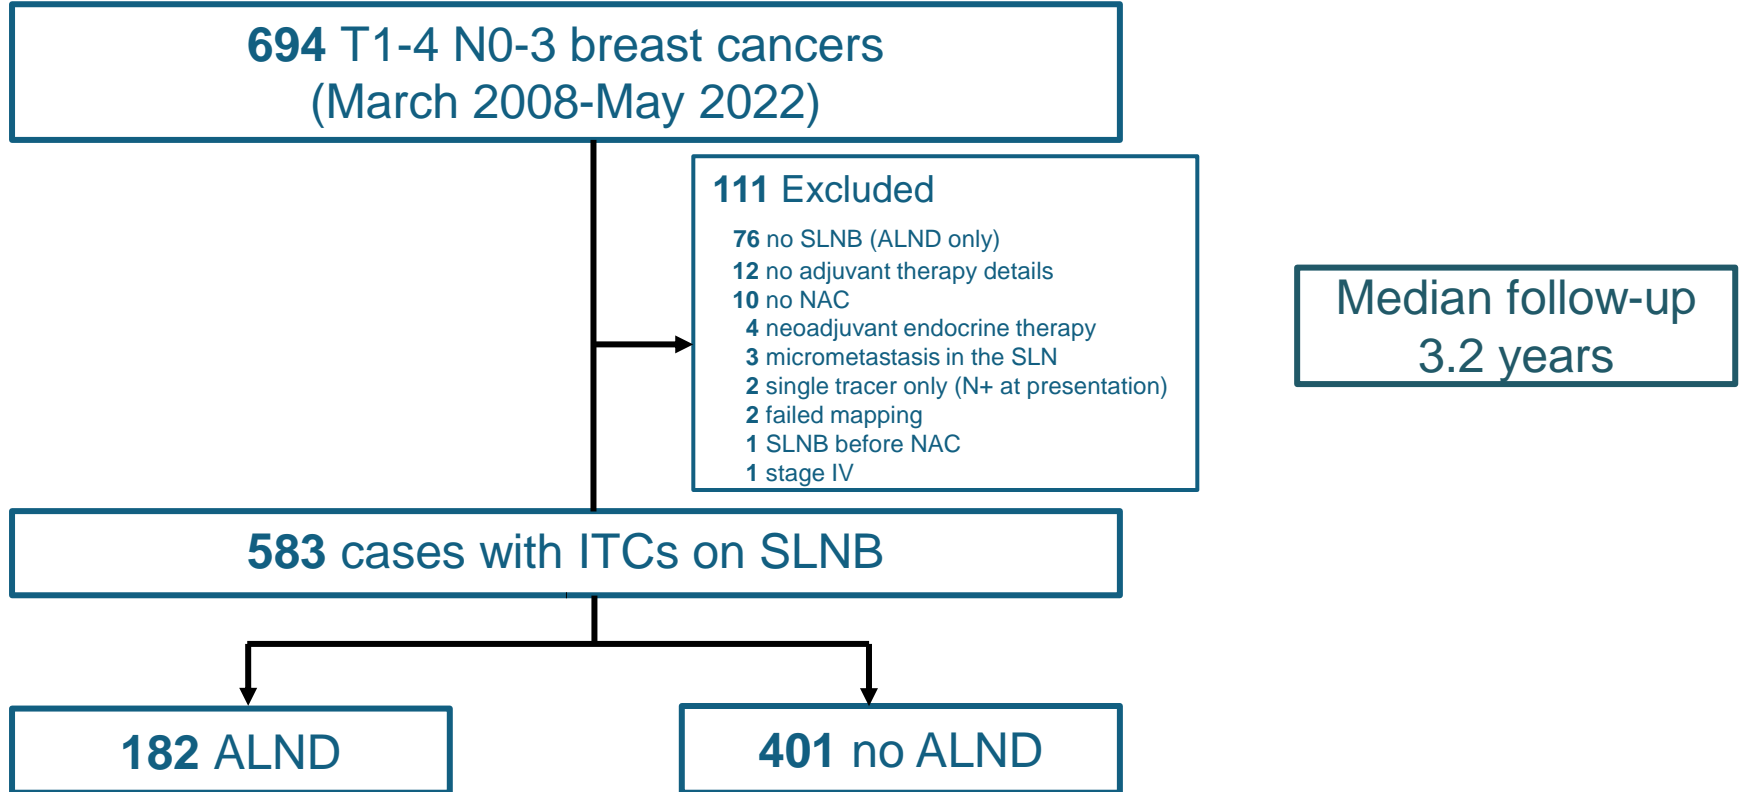 694 T1-4 N0-3 breast cancers
(March 2008-May 2022)
111 Excluded
76 no SLNB (ALND only)
12 no adjuvant therapy details
10 no NAC
4 neoadjuvant endocrine therapy
3 micrometastasis in the SLN
2 single tracer only (N+ at presentation)
2 failed mapping
1 SLNB before NAC
1 stage IV
Median follow-up
3.2 years
583 cases with ITCs on SLNB
182 ALND
401 no ALND